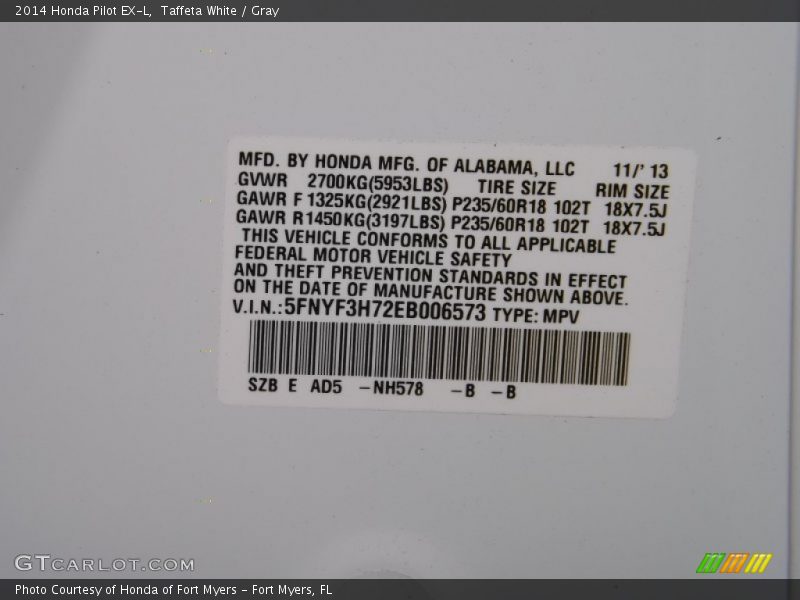 2014 Honda Pilot EX-L, Taffeta White / Gray
MFD. BY HONDA MFG. OF ALABAMA, LLC 11/' 13
GVWR 2700KG(5953LBS) TIRE SIZE RIM SIZE
GAWR F 1325KG(2921LBS) P235/60R18 102T 18X7.5J
GAWR R1450KG(3197LBS) P235/60R18 102T 18X7.5J
THIS VEHICLE CONFORMS TO ALL APPLICABLE
FEDERAL MOTOR VEHICLE SAFETY
AND THEFT PREVENTION STANDARDS IN EFFECT
ON THE DATE OF MANUFACTURE SHOWN ABOVE.
V.I.N.:5FNYF3H72EB006573 TYPE: MPV
SZB E AD5 -NH578 -B -B
GTCARLOT.COM
Photo Courtesy of Honda of Fort Myers - Fort Myers, FL